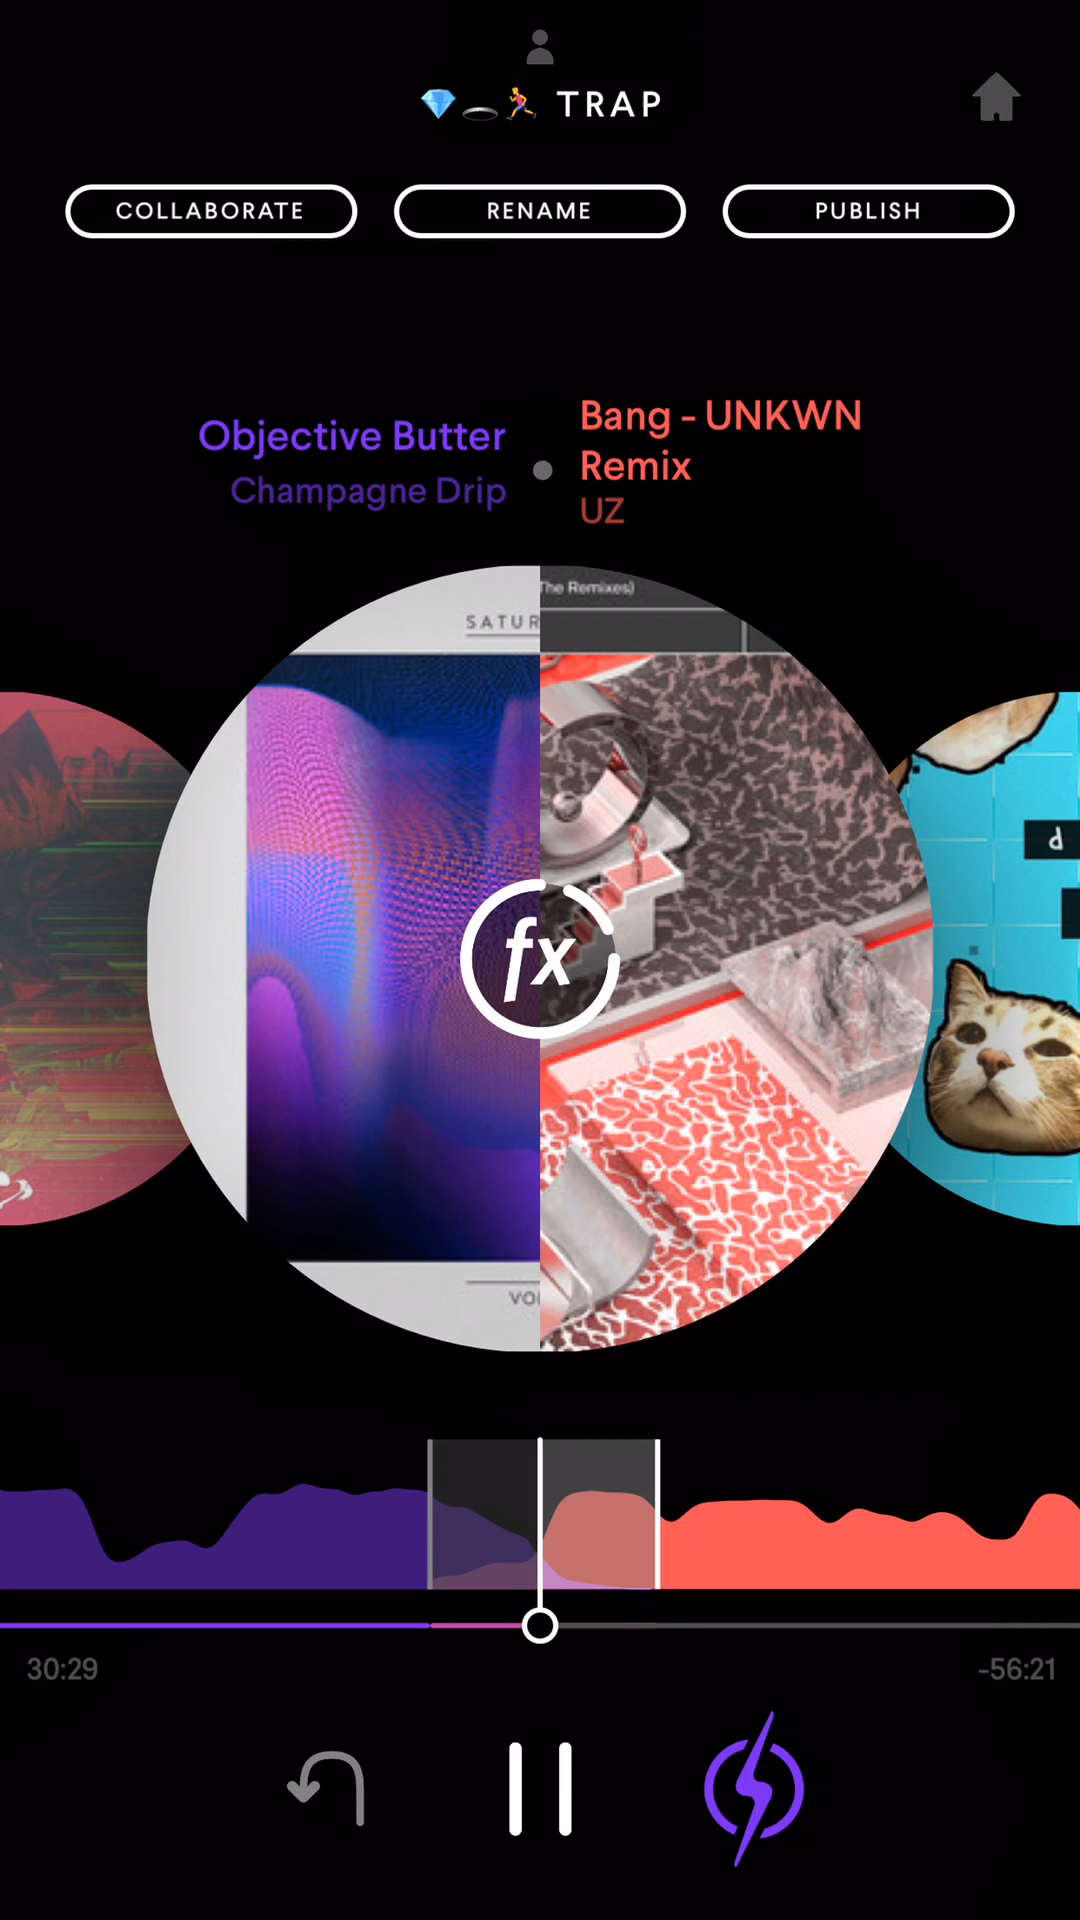 💎🕳️🏃 TRAP
COLLABORATE
RENAME
PUBLISH
Objective Butter
Champagne Drip
Bang - UNKWN
Remix
UZ
The Remixes)
SATUR
VO
fx
d
30:29
-56:21